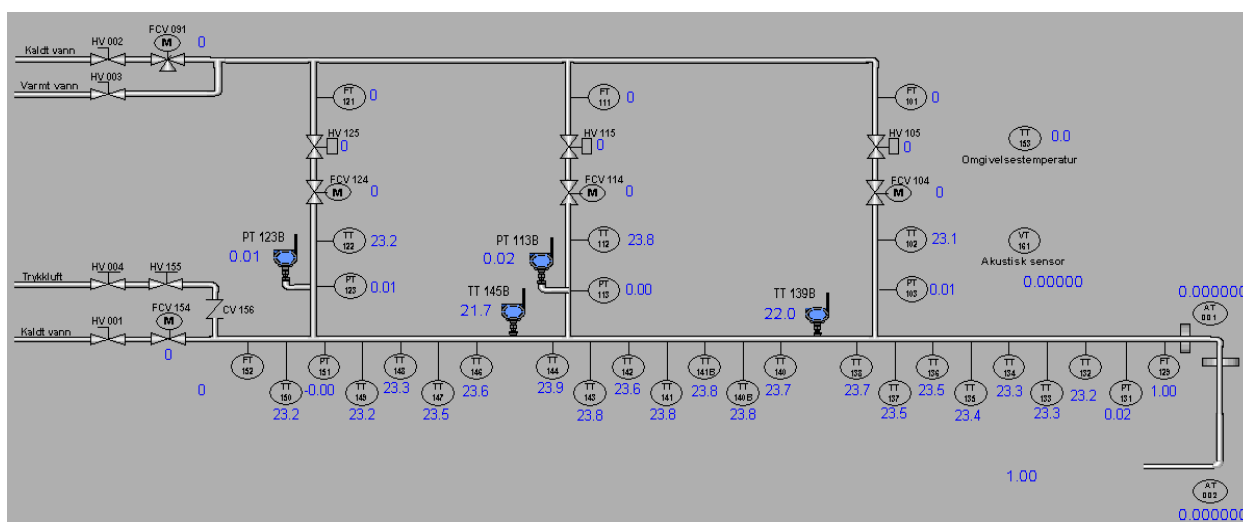 FCV 091
HV 002
M
0
Kaldt vann
HV 003
Varmt vann
FT 121
0
FT 111
0
FT 101
0
HV 125
0
HV 115
0
HV 105
0
TT 153
0.0
Omgivelsestemperatur
FCV 124
M
0
FCV 114
M
0
FCV 104
M
0
PT 123B
0.01
TT 122
23.2
PT 113B
0.02
TT 112
23.8
TT 102
23.1
VT 161
Akustisk sensor
0.00000
Trykkluft
HV 004
HV 155
PT 123
0.01
TT 145B
21.7
PT 113
0.00
TT 139B
22.0
PT 103
0.01
0.000000
AT 001
CV 156
Kaldt vann
HV 001
FCV 154
M
0
0
FT 152
TT 150
23.2
PT 151
-0.00
TT 149
23.2
TT 148
23.3
TT 147
23.5
TT 146
23.6
TT 144
23.9
TT 143
23.8
TT 142
23.6
TT 141
23.8
TT 141B
23.8
TT 140B
23.8
TT 140
23.7
TT 138
23.7
TT 137
23.5
TT 136
23.5
TT 135
23.4
TT 134
23.3
TT 133
23.3
TT 132
23.2
PT 131
0.02
FT 129
1.00
1.00
AT 002
0.000000